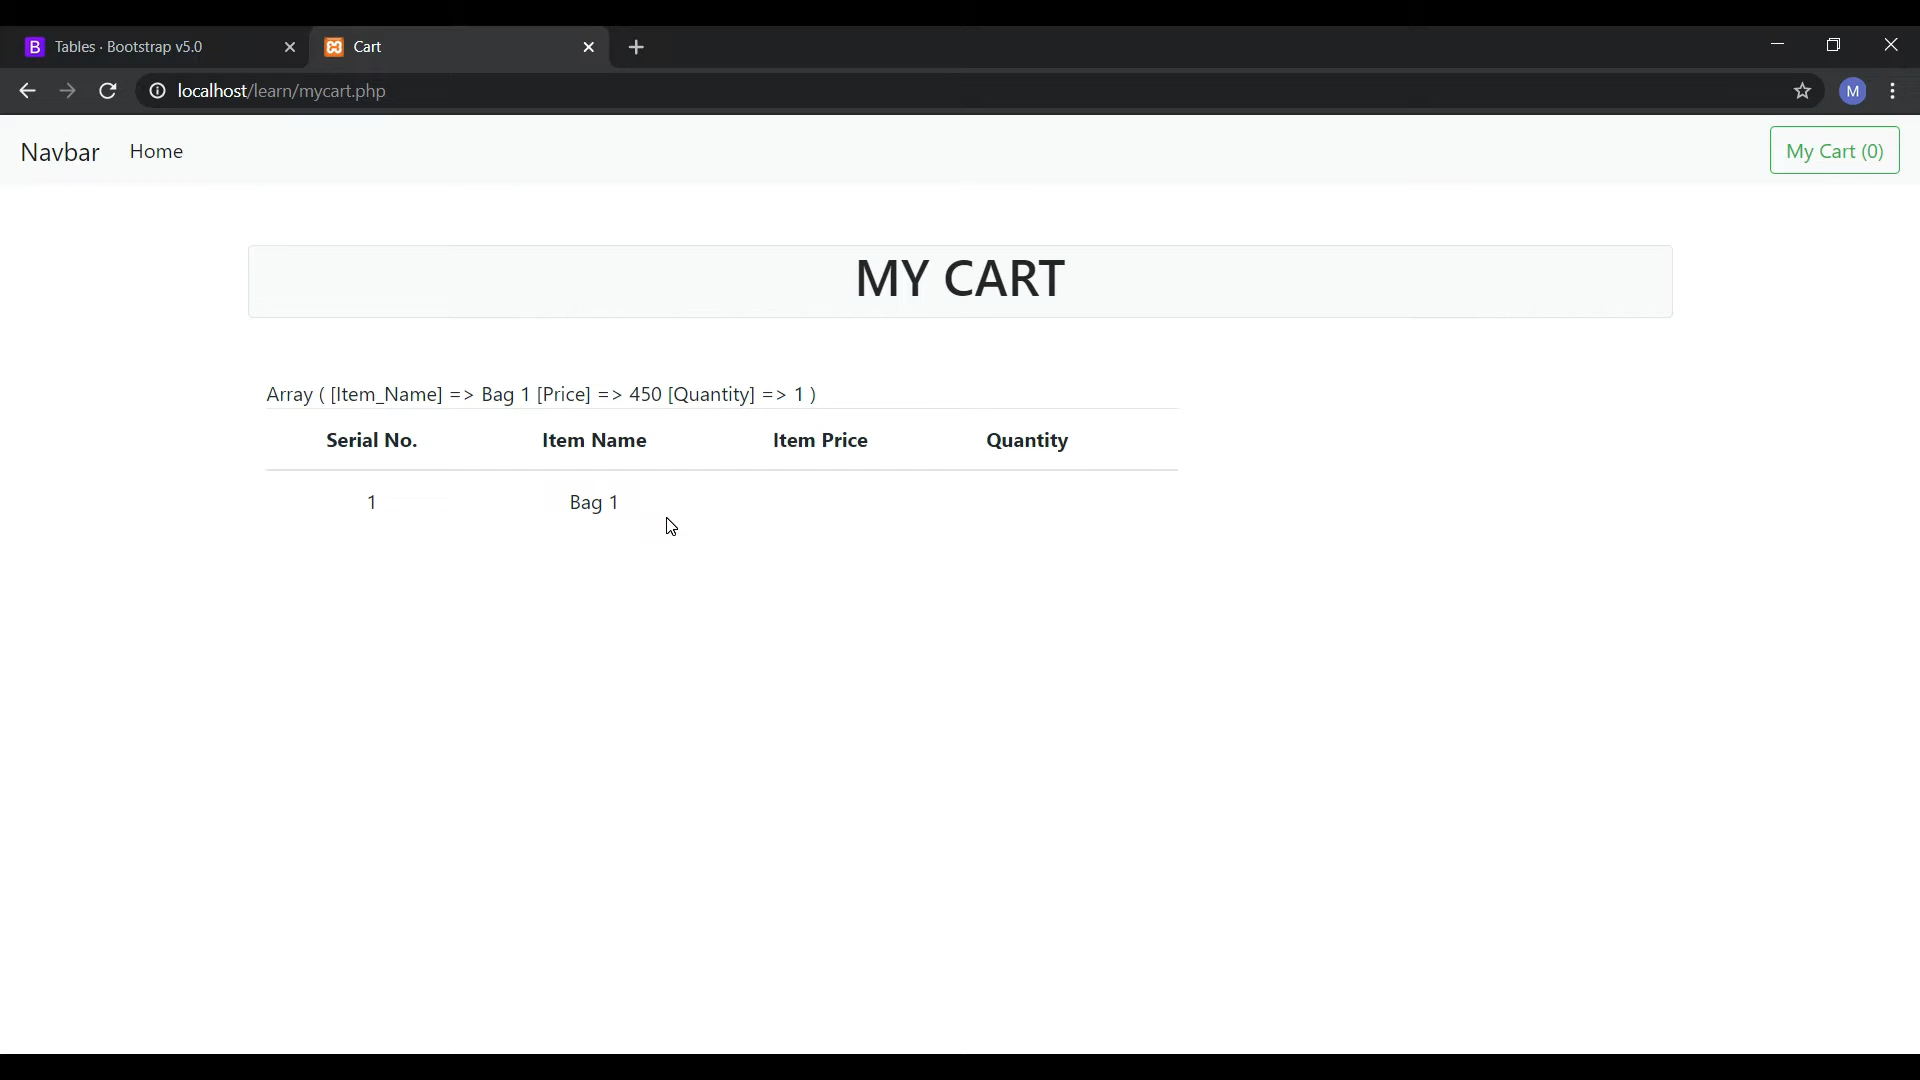 Tables · Bootstrap v5.0
Cart
localhost/learn/mycart.php
M
Navbar Home My Cart (0)
MY CART
Array ( [Item_Name] => Bag 1 [Price] => 450 [Quantity] => 1 )
Serial No. Item Name Item Price Quantity
1 Bag 1